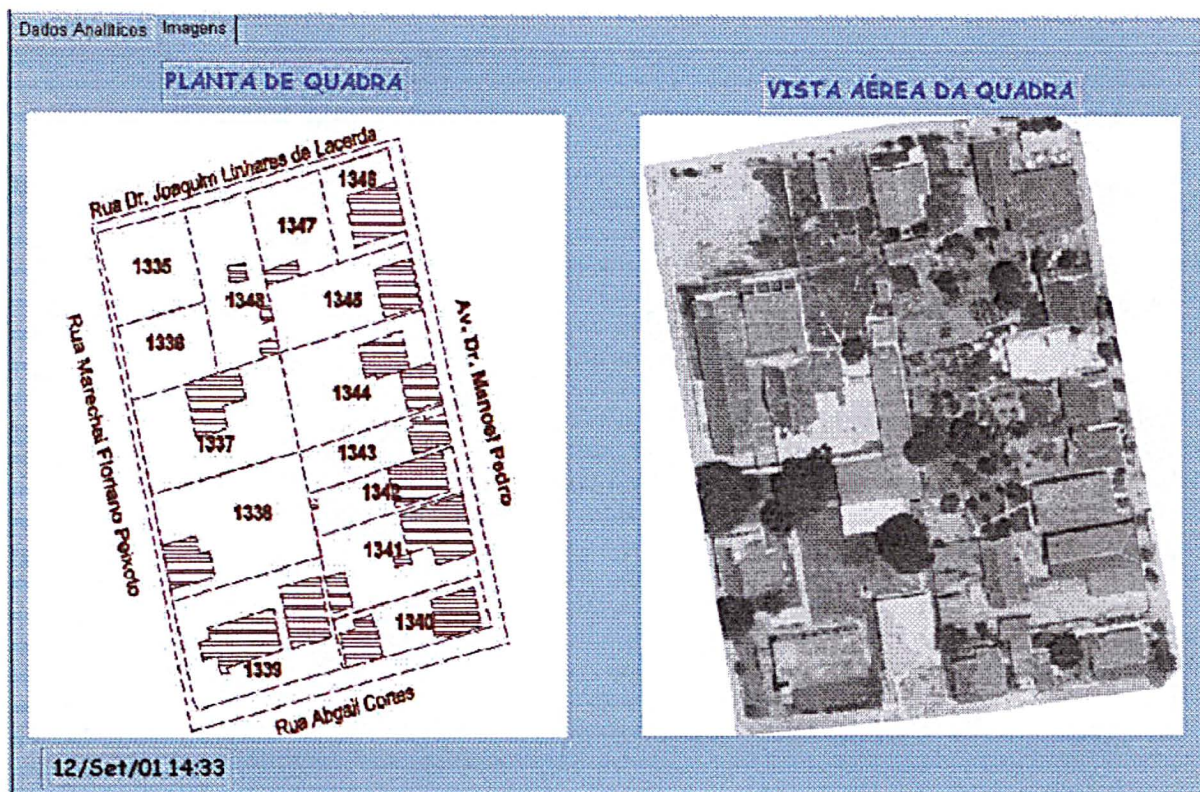 Dados Analíticos
Imagens
PLANTA DE QUADRA
VISTA AÉREA DA QUADRA
Rua Dr. Joaquim Linhares de Lacerda
1346
1347
1335
1348
1345
1336
Rua Marechal Floriano Peixoto
Av. Dr. Manoel Pedro
1344
1337
1343
1342
1338
1341
1340
1339
Rua Abgail Cortes
12/Set/01 14:33